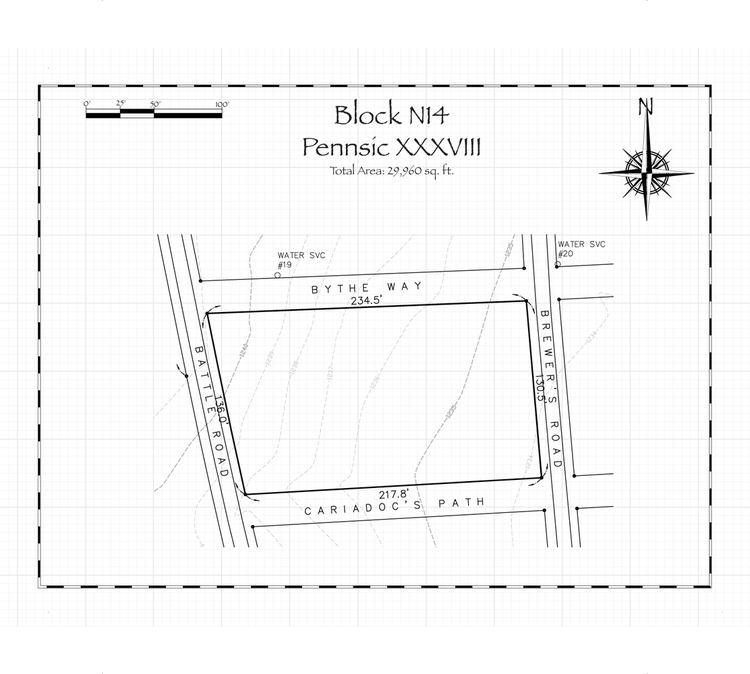 0' 25' 50' 100'
Block N14
Pennsic XXXVIII
Total Area: 29,960 sq. ft.
N
WATER SVC
#19
WATER SVC
#20
BYTHE WAY
234.5'
BATTLE ROAD
136.0'
BREWER'S ROAD
130.5'
217.8'
CARIADOC'S PATH